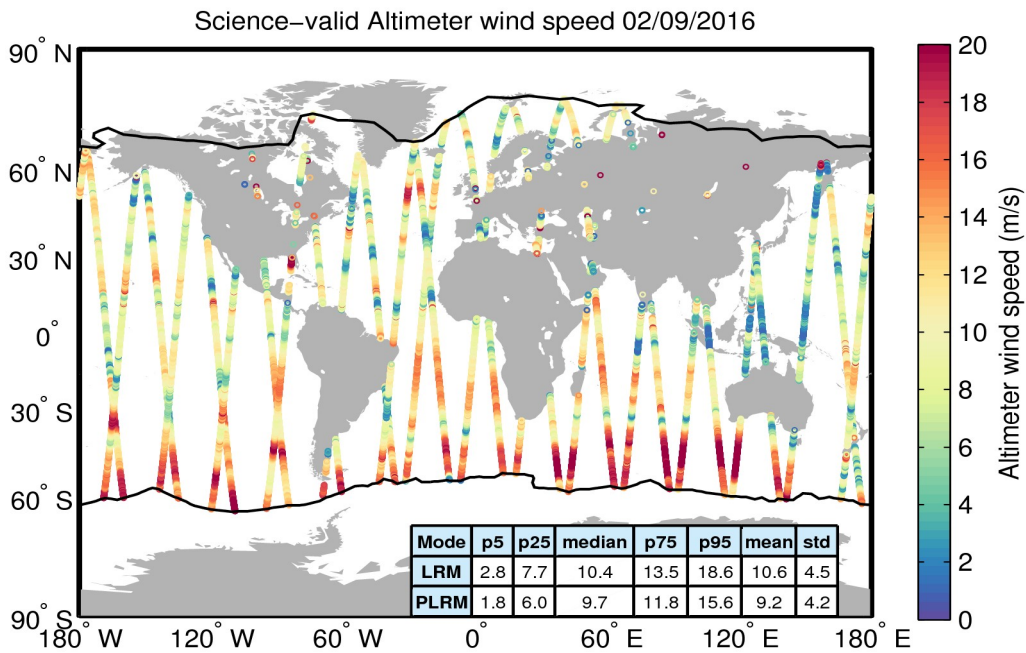 Science−valid Altimeter wind speed 02/09/2016
90° N
60° N
30° N
0°
30° S
60° S
90° S
180° W
120° W
60° W
0°
60° E
120° E
180° E
Mode p5 p25 median p75 p95 mean std
LRM 2.8 7.7 10.4 13.5 18.6 10.6 4.5
PLRM 1.8 6.0 9.7 11.8 15.6 9.2 4.2
20
18
16
14
12
10
8
6
4
2
0
Altimeter wind speed (m/s)